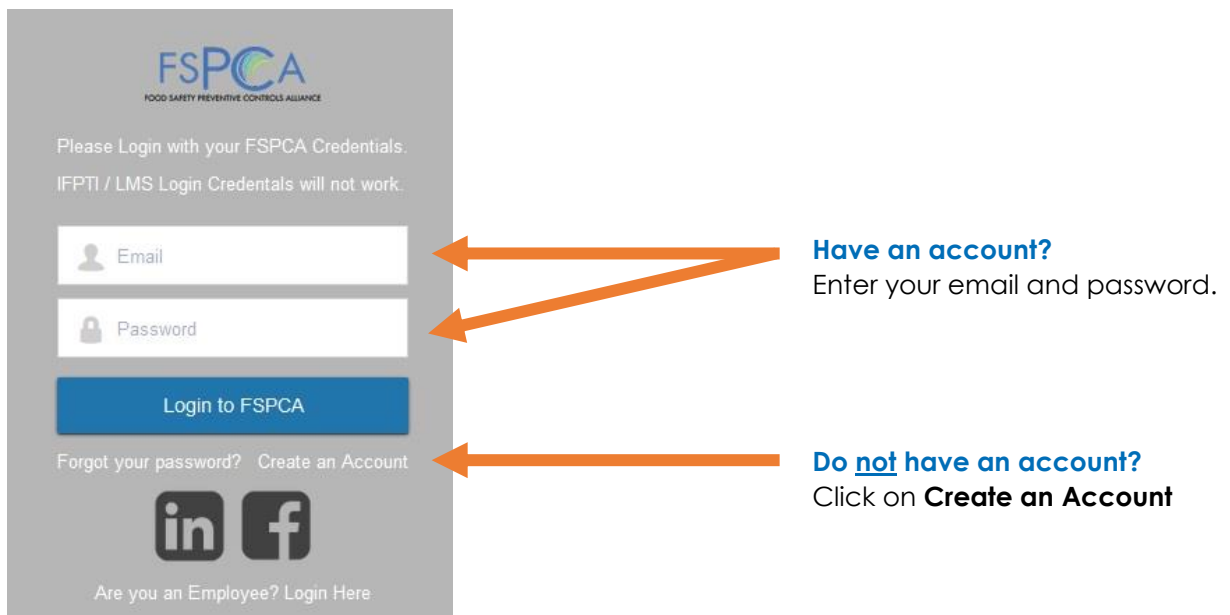 FSPCA
FOOD SAFETY PREVENTIVE CONTROLS ALLIANCE
Please Login with your FSPCA Credentials.
IFPTI / LMS Login Credentals will not work.
Email
Password
Login to FSPCA
Forgot your password? Create an Account
in f
Are you an Employee? Login Here
Have an account?
Enter your email and password.
Do not have an account?
Click on Create an Account